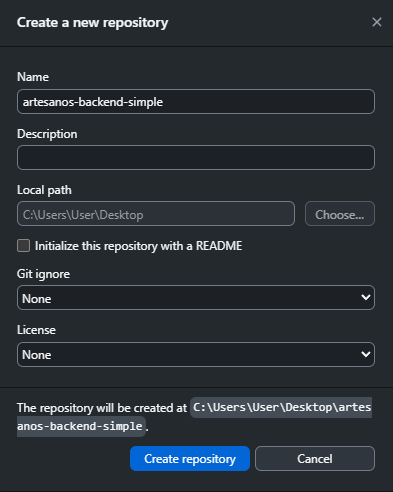 Create a new repository
Name
artesanos-backend-simple
Description
Local path
C:\Users\User\Desktop
Choose...
Initialize this repository with a README
Git ignore
None
License
None
The repository will be created at C:\Users\User\Desktop\artes
anos-backend-simple.
Create repository
Cancel